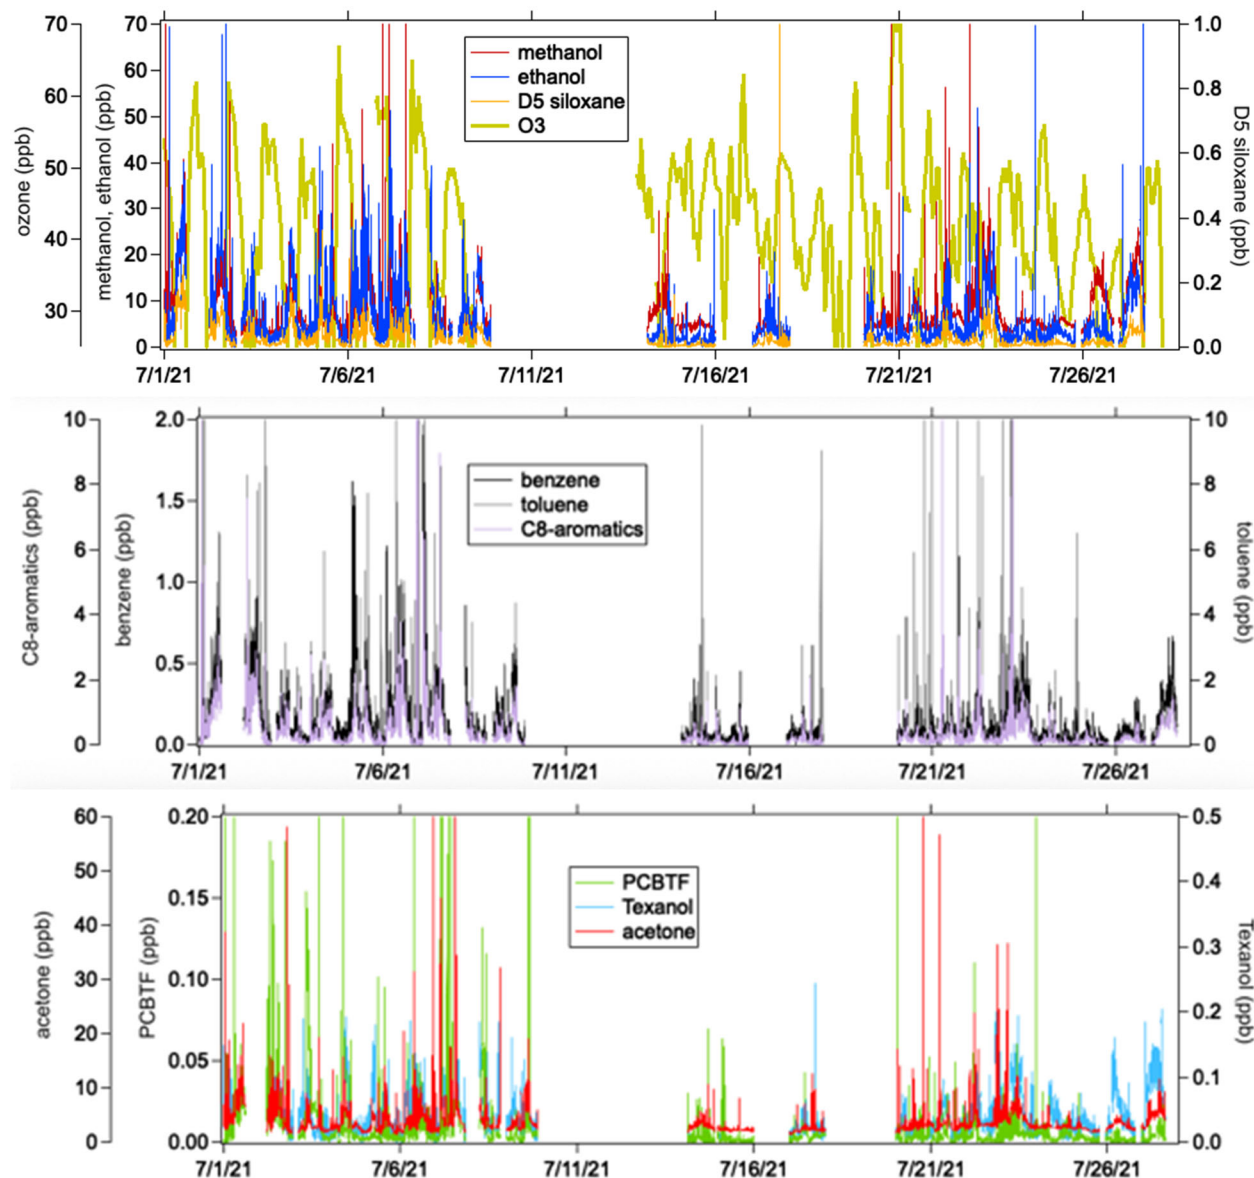 70
60
50
40
30
ozone (ppb)
70
60
50
40
30
20
10
0
methanol, ethanol (ppb)
methanol
ethanol
D5 siloxane
O3
1.0
0.8
0.6
0.4
0.2
0.0
D5 siloxane (ppb)
7/1/21 7/6/21 7/11/21 7/16/21 7/21/21 7/26/21
10
8
6
4
2
0
C8-aromatics (ppb)
2.0
1.5
1.0
0.5
0.0
benzene (ppb)
benzene
toluene
C8-aromatics
10
8
6
4
2
0
toluene (ppb)
7/1/21 7/6/21 7/11/21 7/16/21 7/21/21 7/26/21
60
50
40
30
20
10
0
acetone (ppb)
0.20
0.15
0.10
0.05
0.00
PCBTF (ppb)
PCBTF
Texanol
acetone
0.5
0.4
0.3
0.2
0.1
0.0
Texanol (ppb)
7/1/21 7/6/21 7/11/21 7/16/21 7/21/21 7/26/21